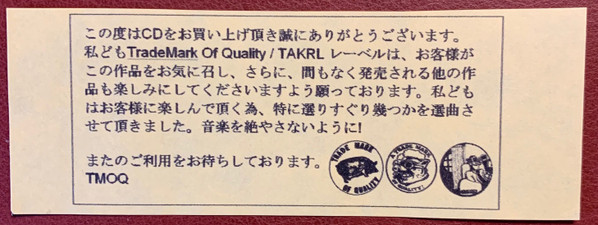 この度はCDをお買い上げ頂き誠にありがとうございます。
私どもTradeMark Of Quality / TAKRL レーベルは、お客様が
この作品をお気に召し、さらに、間もなく発売される他の作
品も楽しみにしてくださいますよう願っております。私ども
はお客様に楽しんで頂く為、特に選りすぐり幾つかを選曲さ
せて頂きました。音楽を絶やさないように!
またのご利用をお待ちしております。
TMOQ
TRADE MARK
OF QUALITY
A TRADE MARK
OF QUALITY!